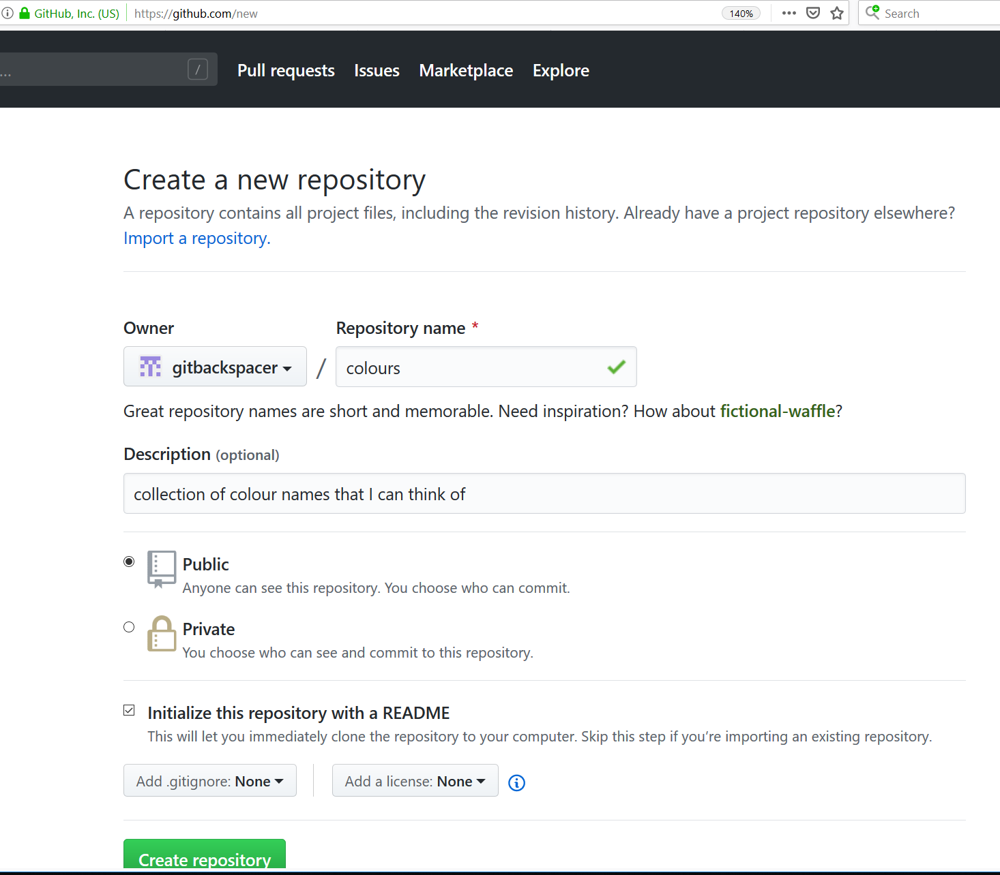 GitHub, Inc. (US) https://github.com/new 140% Search
... / Pull requests Issues Marketplace Explore
Create a new repository
A repository contains all project files, including the revision history. Already have a project repository elsewhere?
Import a repository.
Owner Repository name *
gitbackspacer / colours
Great repository names are short and memorable. Need inspiration? How about fictional-waffle?
Description (optional)
collection of colour names that I can think of
Public
Anyone can see this repository. You choose who can commit.
Private
You choose who can see and commit to this repository.
Initialize this repository with a README
This will let you immediately clone the repository to your computer. Skip this step if you’re importing an existing repository.
Add .gitignore: None Add a license: None
Create repository